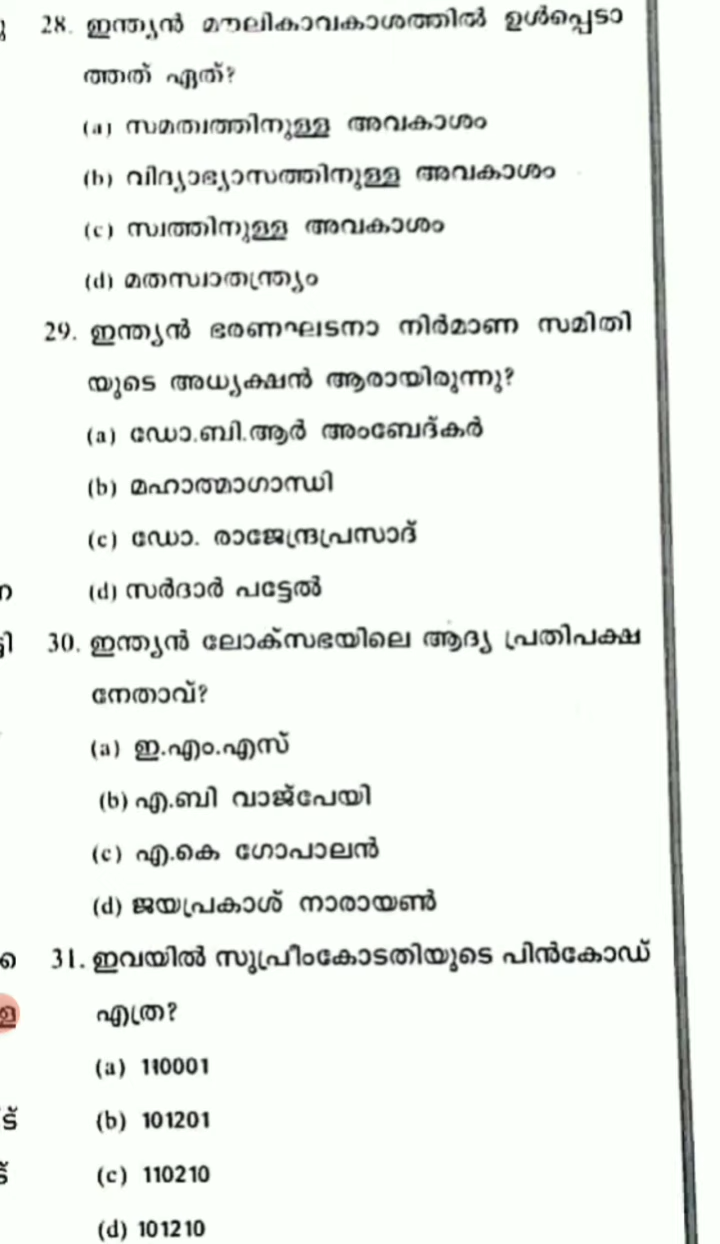 28. ഇന്ത്യൻ മൗലികാവകാശത്തിൽ ഉൾപ്പെടാ
ത്തത് ഏത്?
(a) സമത്വത്തിനുള്ള അവകാശം
(b) വിദ്യാഭ്യാസത്തിനുള്ള അവകാശം
(c) സ്വത്തിനുള്ള അവകാശം
(d) മതസ്വാതന്ത്ര്യം
29. ഇന്ത്യൻ ഭരണഘടനാ നിർമാണ സമിതി
യുടെ അധ്യക്ഷൻ ആരായിരുന്നു?
(a) ഡോ.ബി.ആർ അംബേദ്കർ
(b) മഹാത്മാഗാന്ധി
(c) ഡോ. രാജേന്ദ്രപ്രസാദ്
(d) സർദാർ പട്ടേൽ
30. ഇന്ത്യൻ ലോക്സഭയിലെ ആദ്യ പ്രതിപക്ഷ
നേതാവ്?
(a) ഇ.എം.എസ്
(b) എ.ബി വാജ്പേയി
(c) എ.കെ ഗോപാലൻ
(d) ജയപ്രകാശ് നാരായൺ
31. ഇവയിൽ സുപ്രീംകോടതിയുടെ പിൻകോഡ്
എത്ര?
(a) 110001
(b) 101201
(c) 110210
(d) 101210